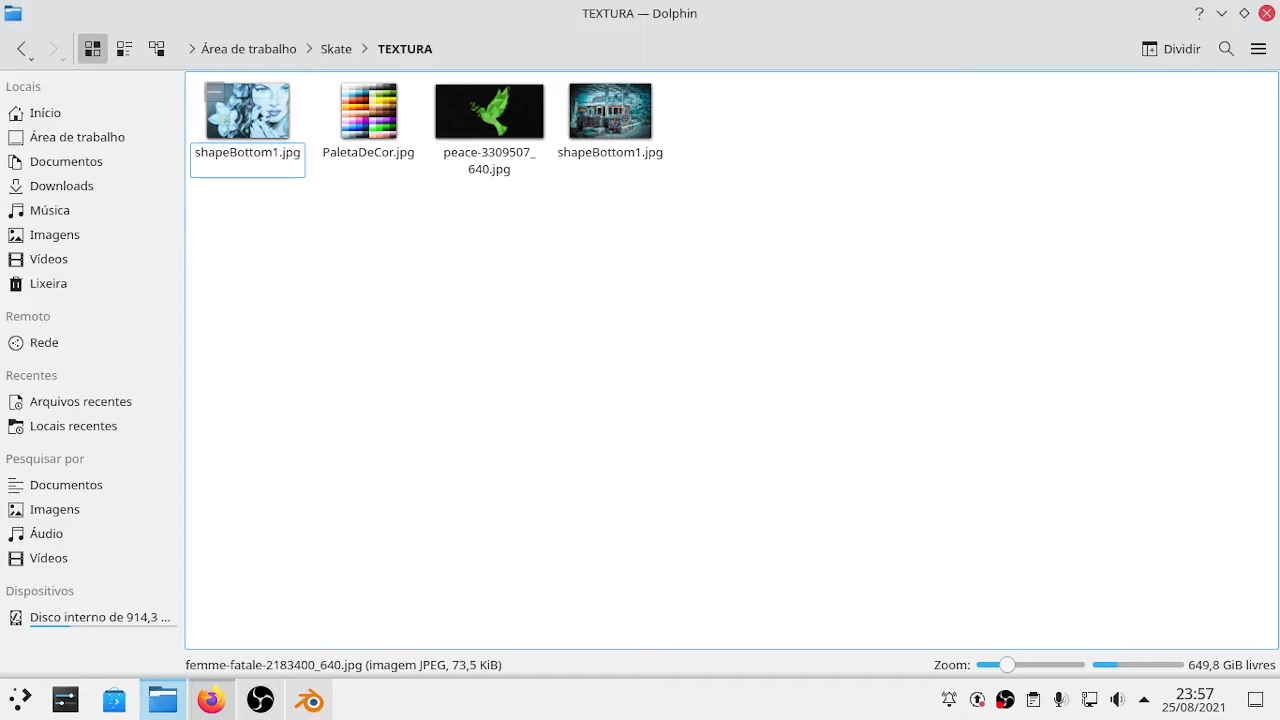 TEXTURA — Dolphin
Área de trabalho
Skate
TEXTURA
Dividir
Locais
Início
Área de trabalho
Documentos
Downloads
Música
Imagens
Vídeos
Lixeira
Remoto
Rede
Recentes
Arquivos recentes
Locais recentes
Pesquisar por
Documentos
Imagens
Áudio
Vídeos
Dispositivos
Disco interno de 914,3 ...
shapeBottom1.jpg
PaletaDeCor.jpg
peace-3309507_
640.jpg
shapeBottom1.jpg
femme-fatale-2183400_640.jpg (imagem JPEG, 73,5 KiB)
Zoom:
649,8 GiB livres
23:57
25/08/2021